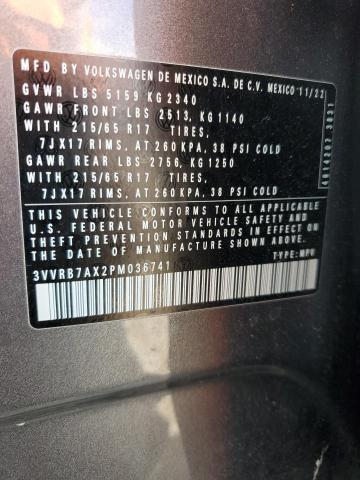 MFD BY VOLKSWAGEN DE MEXICO S.A. DE C.V. MEXICO 11/22
GVWR LBS 5159 KG 2340
GAWR FRONT LBS 2513, KG 1140
WITH 215/65 R17 TIRES,
7JX17 RIMS, AT 260 KPA, 38 PSI COLD
GAWR REAR LBS 2756, KG 1250
WITH 215/65 R17 TIRES,
7JX17 RIMS, AT 260 KPA, 38 PSI COLD
THIS VEHICLE CONFORMS TO ALL APPLICABLE
U.S. FEDERAL MOTOR VEHICLE SAFETY AND
THEFT PREVENTION STANDARDS IN EFFECT ON THE
DATE OF MANUFACTURE SHOWN ABOVE.
3VVRB7AX2PM036741
TYPE: MPV